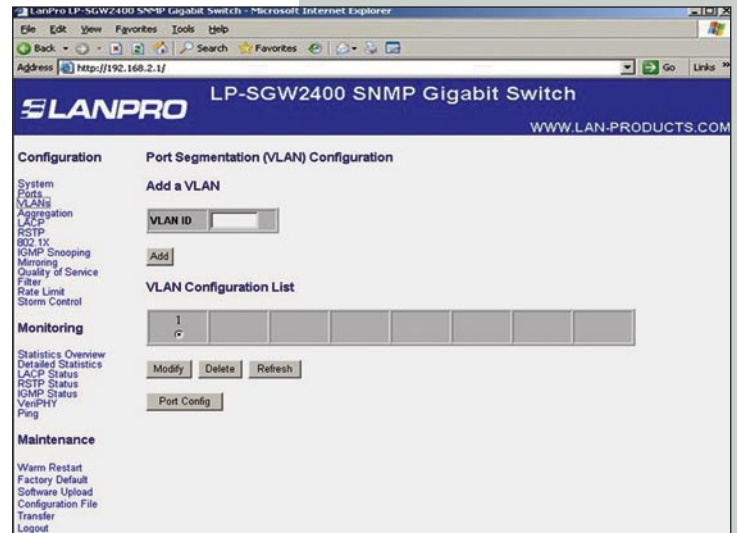 LanPro LP-SGW2400 SNMP Gigabit Switch - Microsoft Internet Explorer
File Edit View Favorites Tools Help
Back Search Favorites
Address http://192.168.2.1/ Go Links »
LANPRO
LP-SGW2400 SNMP Gigabit Switch
WWW.LAN-PRODUCTS.COM
Configuration
System
Ports
VLANs
Aggregation
LACP
RSTP
802.1X
IGMP Snooping
Mirroring
Quality of Service
Filter
Rate Limit
Storm Control
Monitoring
Statistics Overview
Detailed Statistics
LACP Status
RSTP Status
IGMP Status
VeriPHY
Ping
Maintenance
Warm Restart
Factory Default
Software Upload
Configuration File
Transfer
Logout
Port Segmentation (VLAN) Configuration
Add a VLAN
VLAN ID
Add
VLAN Configuration List
1
Modify Delete Refresh
Port Config